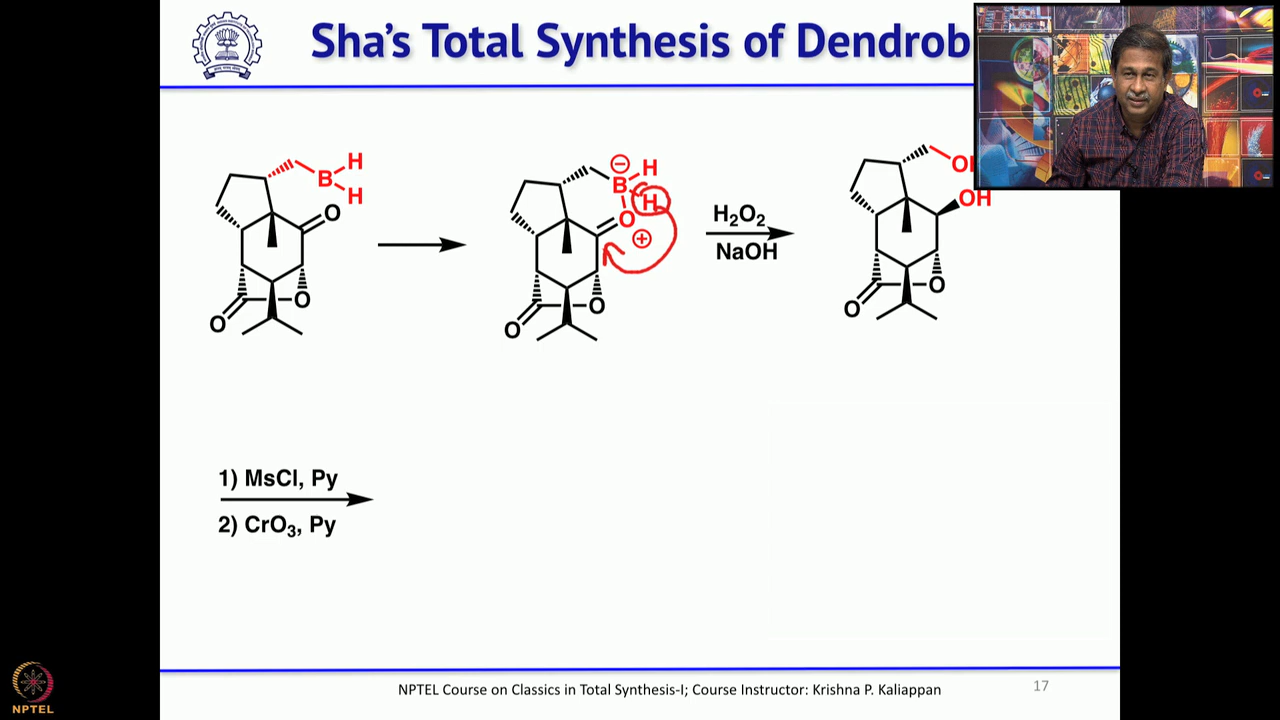 Sha's Total Synthesis of Dendrob
B
H
H
O
O
O
⊖
B
H
H
O
⊕
O
O
H2O2
NaOH
OH
O
O
1) MsCl, Py
2) CrO3, Py
NPTEL Course on Classics in Total Synthesis-I; Course Instructor: Krishna P. Kaliappan
17
NPTEL